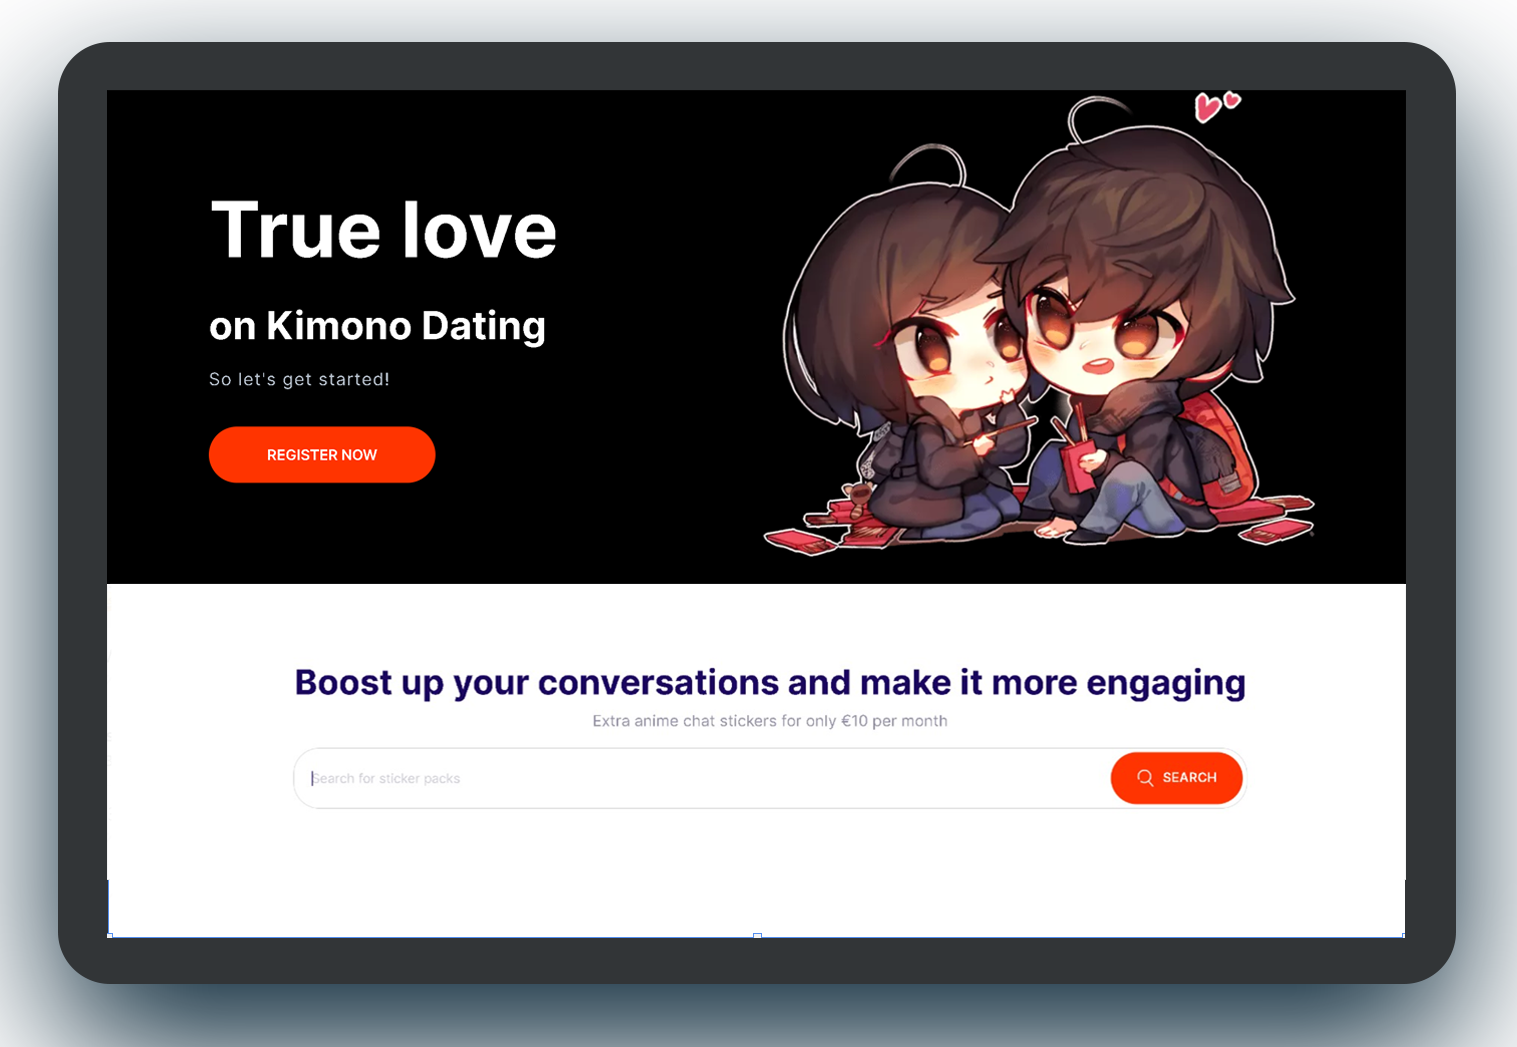 True love
on Kimono Dating
So let's get started!
REGISTER NOW
Boost up your conversations and make it more engaging
Extra anime chat stickers for only €10 per month
Search for sticker packs
SEARCH